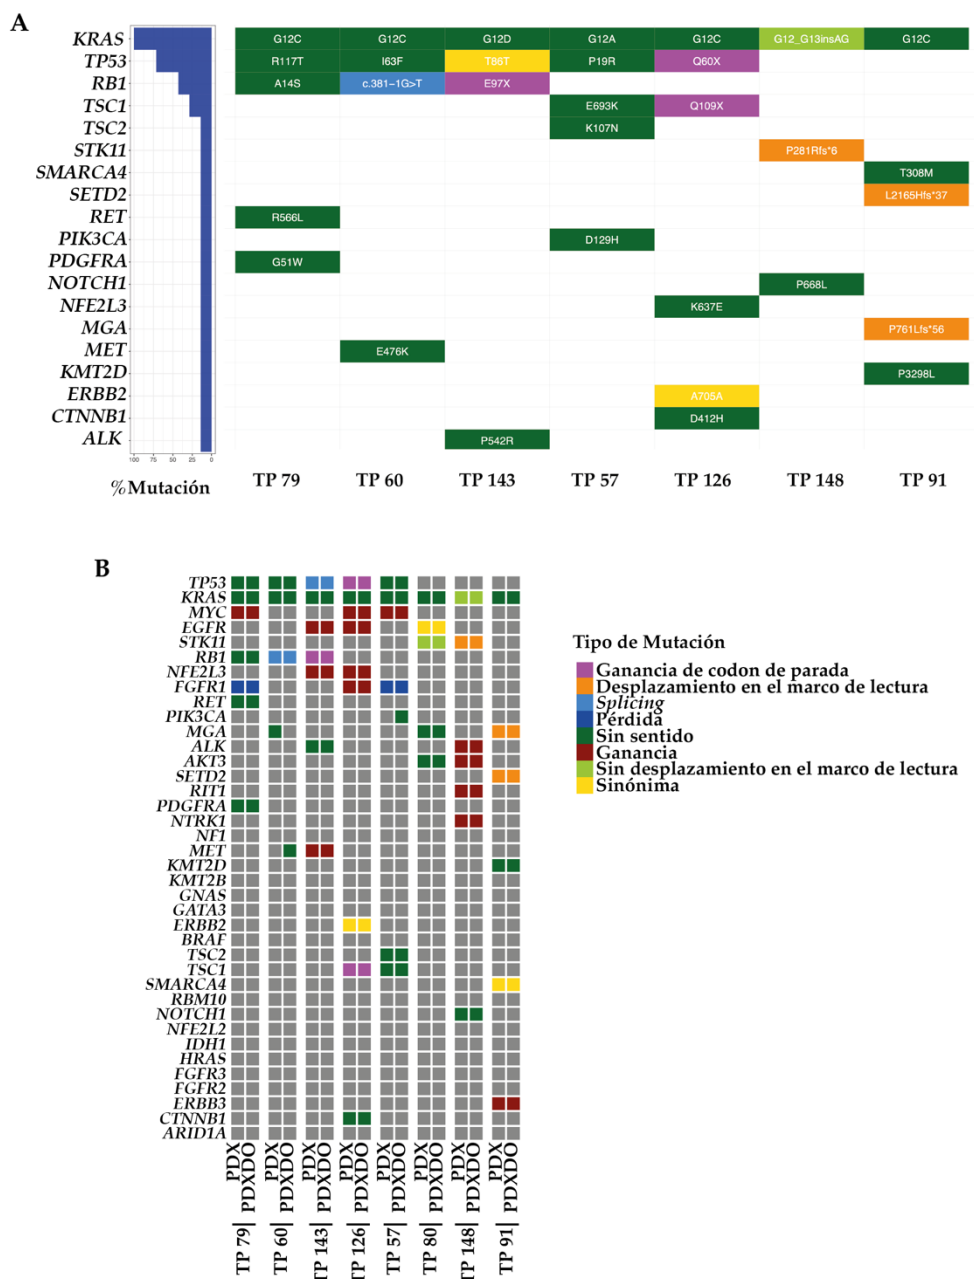 A
KRAS G12C G12C G12D G12A G12C G12_G13insAG G12C
TP53 R117T I63F T86T P19R Q60X
RB1 A14S c.381-1G>T E97X
TSC1 E693K Q109X
TSC2 K107N
STK11 P281Rfs*6
SMARCA4 T308M
SETD2 L2165Hfs*37
RET R566L
PIK3CA D129H
PDGFRA G51W
NOTCH1 P668L
NFE2L3 K637E
MGA P761Lfs*56
MET E476K
KMT2D P3298L
ERBB2 A705A
CTNNB1 D412H
ALK P542R
100 75 50 25 0
%Mutación TP 79 TP 60 TP 143 TP 57 TP 126 TP 148 TP 91
B
TP53
KRAS
MYC
EGFR
STK11
RB1
NFE2L3
FGFR1
RET
PIK3CA
MGA
ALK
AKT3
SETD2
RIT1
PDGFRA
NTRK1
NF1
MET
KMT2D
KMT2B
GNAS
GATA3
ERBB2
BRAF
TSC2
TSC1
SMARCA4
RBM10
NOTCH1
NFE2L2
IDH1
HRAS
FGFR3
FGFR2
ERBB3
CTNNB1
ARID1A
PDX PDXDO PDX PDXDO PDX PDXDO PDX PDXDO PDX PDXDO PDX PDXDO PDX PDXDO PDX PDXDO
TP 79 TP 60 TP 143 TP 126 TP 57 TP 80 TP 148 TP 91
Tipo de Mutación
Ganancia de codon de parada
Desplazamiento en el marco de lectura
Splicing
Pérdida
Sin sentido
Ganancia
Sin desplazamiento en el marco de lectura
Sinónima